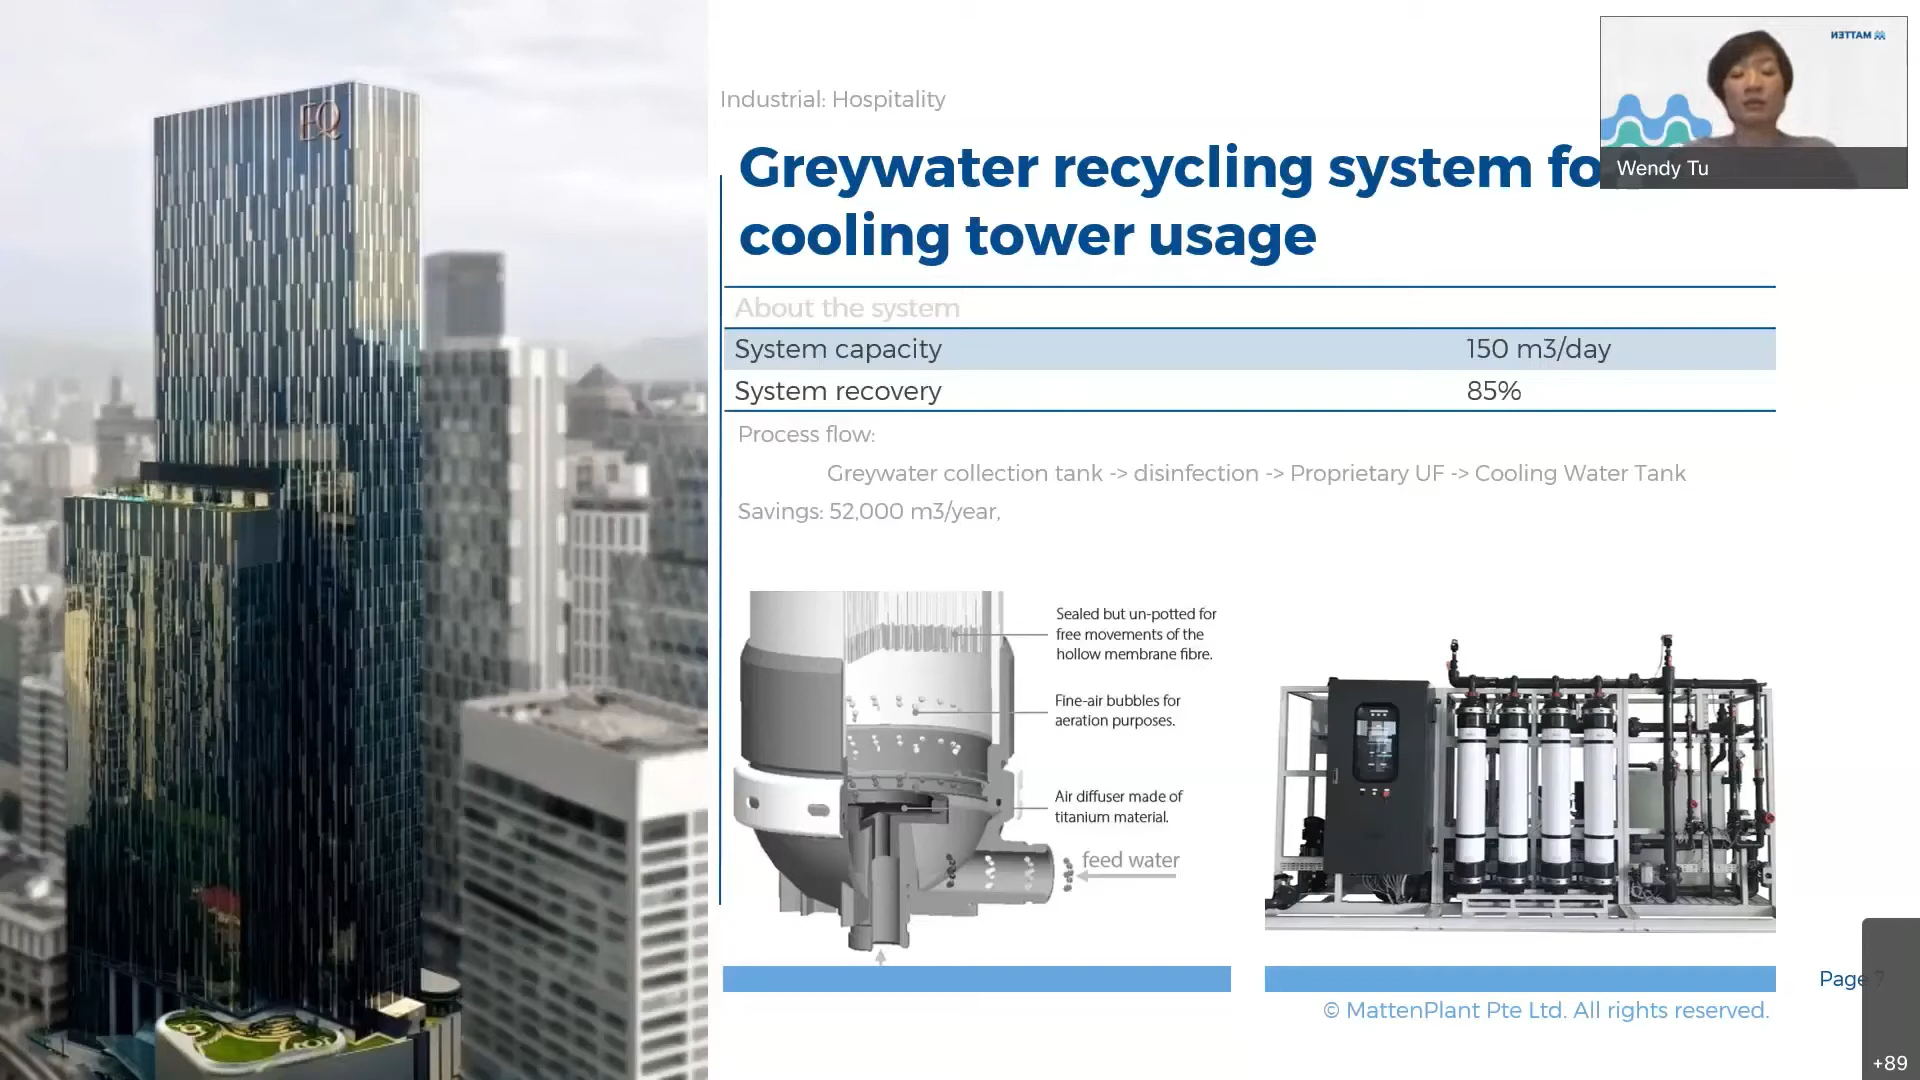 EQ
Industrial: Hospitality
Greywater recycling system fo
cooling tower usage
About the system
System capacity 150 m3/day
System recovery 85%
Process flow:
Greywater collection tank -> disinfection -> Proprietary UF -> Cooling Water Tank
Savings: 52,000 m3/year,
Sealed but un-potted for
free movements of the
hollow membrane fibre.
Fine-air bubbles for
aeration purposes.
Air diffuser made of
titanium material.
feed water
Page 7
© MattenPlant Pte Ltd. All rights reserved.
MATTEN
Wendy Tu
+89